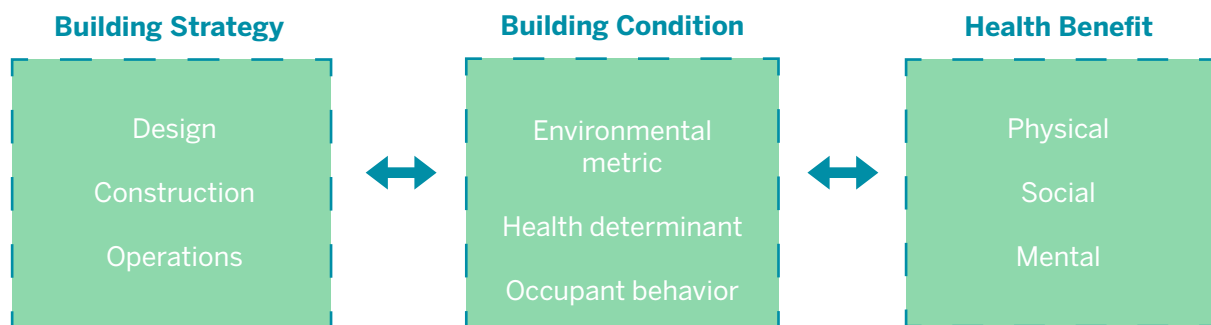 Building Strategy
Design
Construction
Operations
Building Condition
Environmental
metric
Health determinant
Occupant behavior
Health Benefit
Physical
Social
Mental